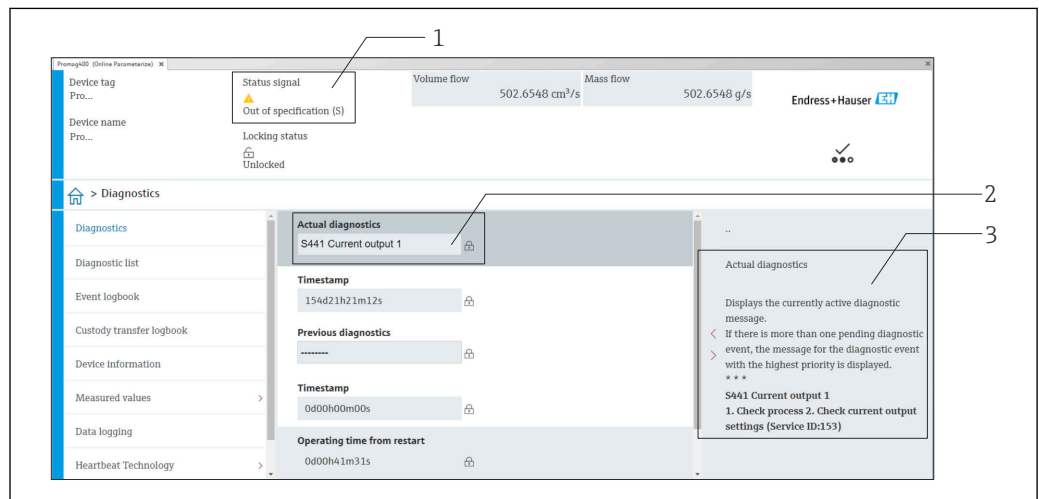 1
Promag400 (Online Parameterize) X
x
Device tag
Pro...
Status signal
Out of specification (S)
Volume flow
502.6548 cm³/s
Mass flow
502.6548 g/s
Endress+Hauser EH
Device name
Pro...
Locking status
Unlocked
> Diagnostics
2
3
Diagnostics
Diagnostic list
Event logbook
Custody transfer logbook
Device information
Measured values >
Data logging
Heartbeat Technology >
Actual diagnostics
S441 Current output 1
Timestamp
154d21h21m12s
Previous diagnostics
--------
Timestamp
0d00h00m00s
Operating time from restart
0d00h41m31s
..
Actual diagnostics
Displays the currently active diagnostic
message.
If there is more than one pending diagnostic
event, the message for the diagnostic event
with the highest priority is displayed.
* * *
S441 Current output 1
1. Check process 2. Check current output
settings (Service ID:153)